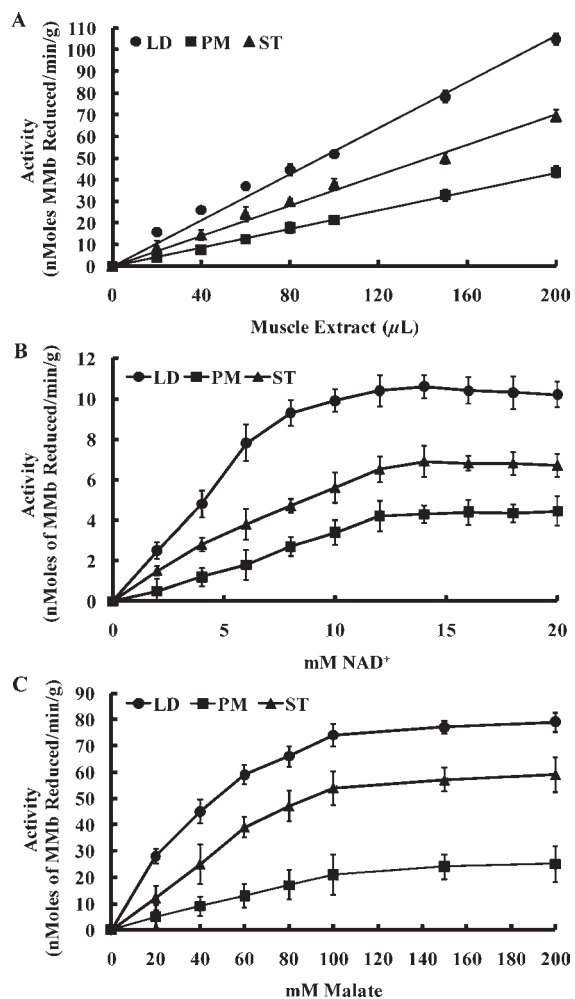 A
Activity
(nMoles MMb Reduced/min/g)
110
100
90
80
70
60
50
40
30
20
10
0
LD PM ST
0 40 80 120 160 200
Muscle Extract (µL)
B
Activity
(nMoles of MMb Reduced/min/g)
12
10
8
6
4
2
0
LD PM ST
0 5 10 15 20
mM NAD⁺
C
Activity
(nMoles of MMb Reduced/min/g)
90
80
70
60
50
40
30
20
10
0
LD PM ST
0 20 40 60 80 100 120 140 160 180 200
mM Malate